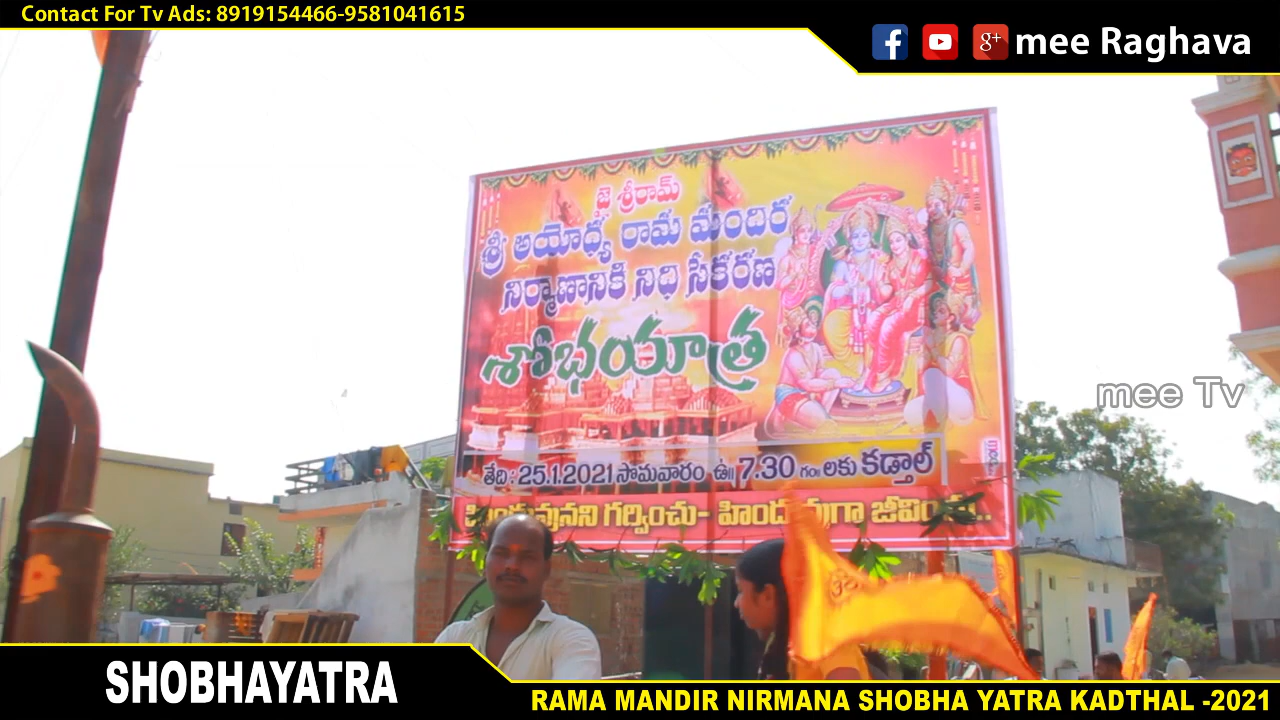 Contact For Tv Ads: 8919154466-9581041615
mee Raghava
జై శ్రీరామ్
శ్రీ అయోధ్య రామ మందిర
నిర్మాణానికి నిధి సేకరణ
శోభయాత్ర
తేది : 25.1.2021 సోమవారం ఉ॥ 7.30 గం॥ లకు కడ్తాల్
గర్వించు- హిందువుగా
mee Tv
SHOBHAYATRA
RAMA MANDIR NIRMANA SHOBHA YATRA KADTHAL -2021